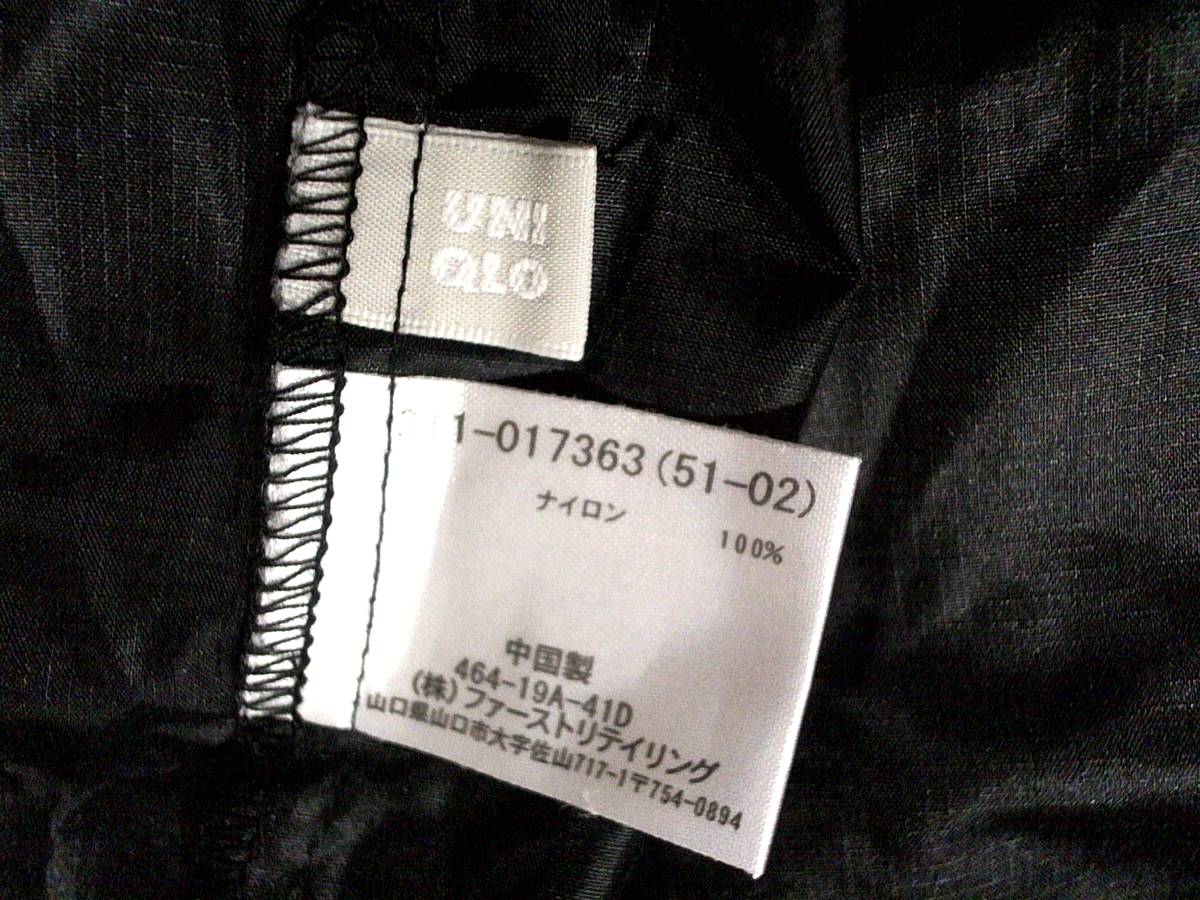 UNI
QLO
1-017363(51-02)
ナイロン 100%
中国製
464-19A-41D
(株)ファーストリテイリング
山口県山口市大字佐山717-1〒754-0894